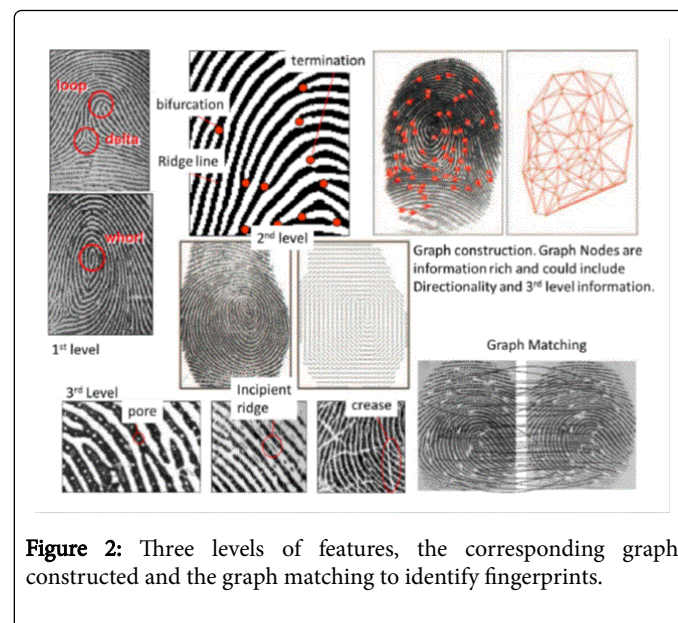 loop
delta
bifurcation
Ridge line
termination
whorl
1st level
2nd level
Graph construction. Graph Nodes are
information rich and could include
Directionality and 3rd level information.
3rd Level
pore
Incipient
ridge
crease
Graph Matching
Figure 2: Three levels of features, the corresponding graph
constructed and the graph matching to identify fingerprints.